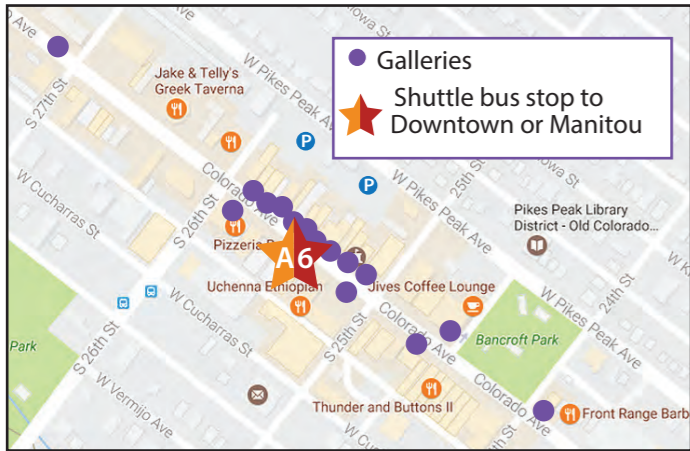 Galleries
Shuttle bus stop to
Downtown or Manitou
Colorado Ave
S 27th St
Jake & Telly's
Greek Taverna
W Pikes Peak Ave
P
P
W Cucharras St
S 26th St
Colorado Ave
W Pikes Peak Ave
25th St
Pikes Peak Library
District - Old Colorado...
24th St
Pizzeria
A6
Uchenna Ethiopian
Jives Coffee Lounge
W Pikes Peak Ave
Park
S 26th St
W Cucharras St
S 25th St
Colorado Ave
Bancroft Park
W Vermijo Ave
Thunder and Buttons II
Colorado Ave
Front Range Barb